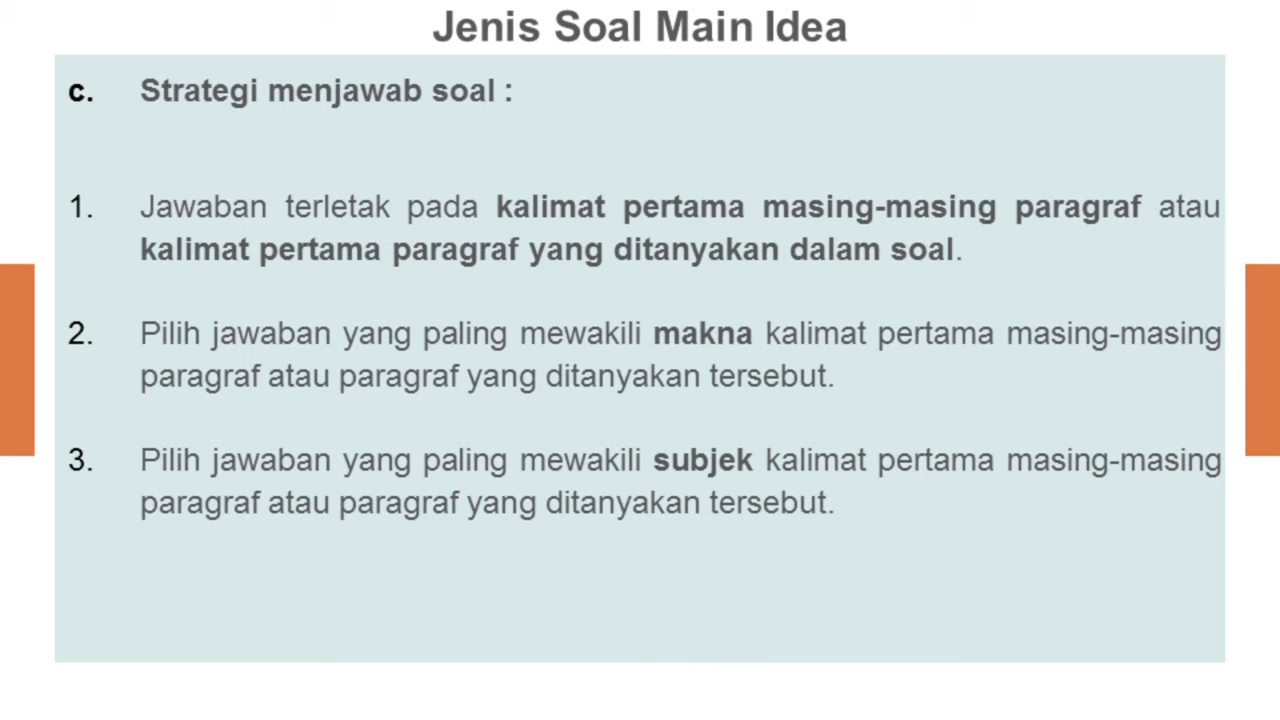 Jenis Soal Main Idea
c. Strategi menjawab soal :
1. Jawaban terletak pada kalimat pertama masing-masing paragraf atau
kalimat pertama paragraf yang ditanyakan dalam soal.
2. Pilih jawaban yang paling mewakili makna kalimat pertama masing-masing
paragraf atau paragraf yang ditanyakan tersebut.
3. Pilih jawaban yang paling mewakili subjek kalimat pertama masing-masing
paragraf atau paragraf yang ditanyakan tersebut.